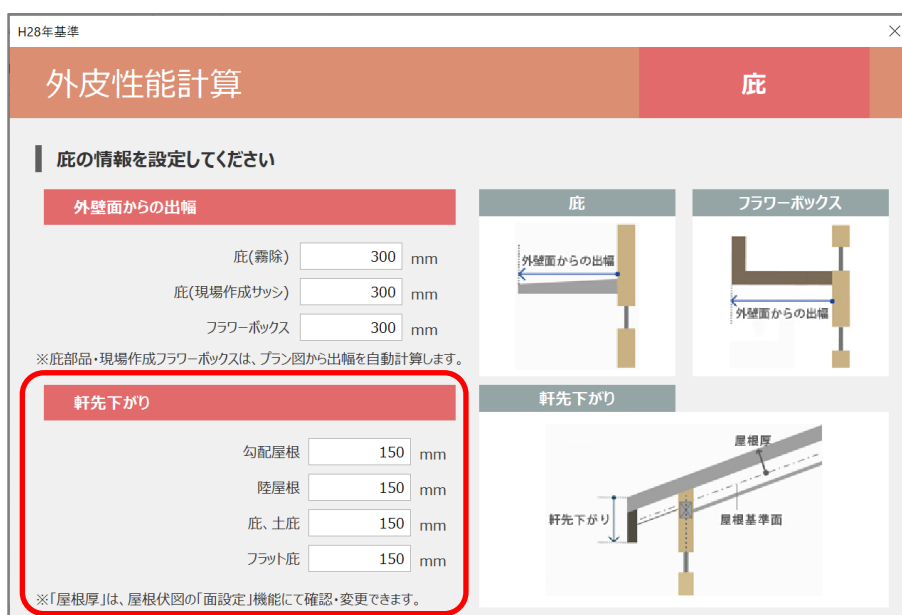 H28年基準
外皮性能計算
庇
庇の情報を設定してください
外壁面からの出幅
庇(霧除) 300 mm
庇(現場作成サッシ) 300 mm
フラワーボックス 300 mm
※庇部品・現場作成フラワーボックスは、プラン図から出幅を自動計算します。
庇
外壁面からの出幅
フラワーボックス
外壁面からの出幅
軒先下がり
勾配屋根 150 mm
陸屋根 150 mm
庇、土庇 150 mm
フラット庇 150 mm
※「屋根厚」は、屋根伏図の「面設定」機能にて確認・変更できます。
軒先下がり
屋根厚
軒先下がり
屋根基準面